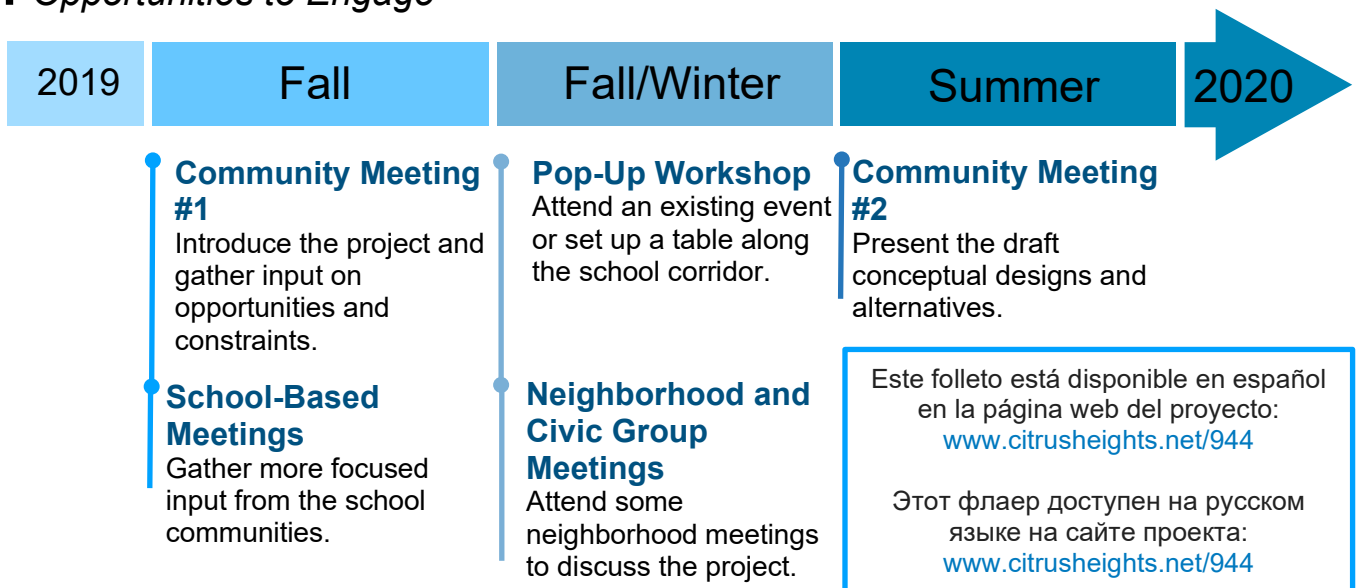 Opportunities to Engage
2019
Fall
Fall/Winter
Summer
2020
Community Meeting
#1
Introduce the project and
gather input on
opportunities and
constraints.
School-Based
Meetings
Gather more focused
input from the school
communities.
Pop-Up Workshop
Attend an existing event
or set up a table along
the school corridor.
Neighborhood and
Civic Group
Meetings
Attend some
neighborhood meetings
to discuss the project.
Community Meeting
#2
Present the draft
conceptual designs and
alternatives.
Este folleto está disponible en español
en la página web del proyecto:
www.citrusheights.net/944
Этот флаер доступен на русском
языке на сайте проекта:
www.citrusheights.net/944